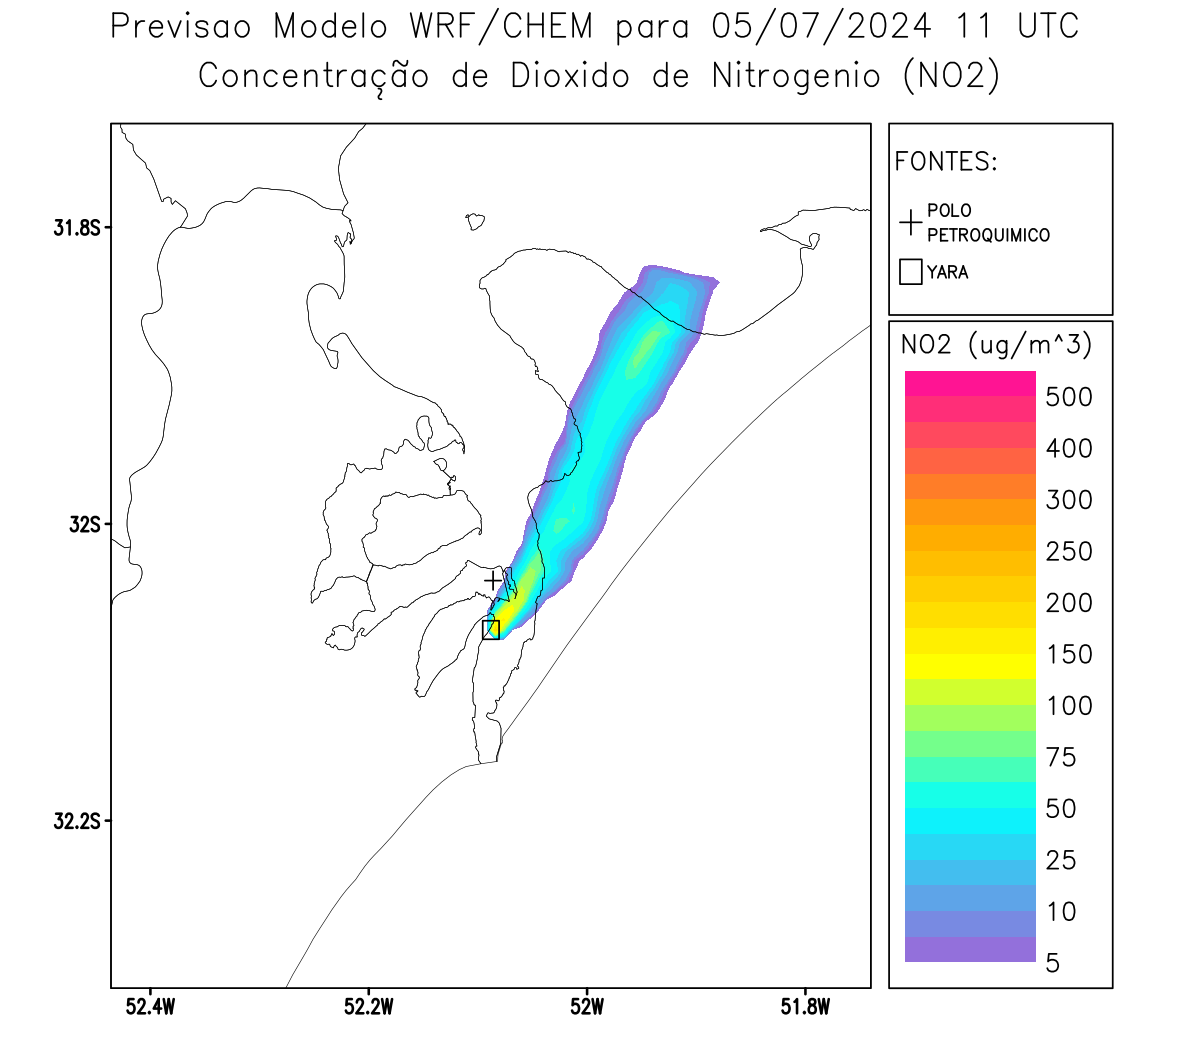 Previsao Modelo WRF/CHEM para 05/07/2024 11 UTC
Concentração de Dioxido de Nitrogenio (NO2)
FONTES:
POLO
PETROQUIMICO
YARA
NO2 (ug/m^3)
500
400
300
250
200
150
100
75
50
25
10
5
31.8S
32S
32.2S
52.4W
52.2W
52W
51.8W